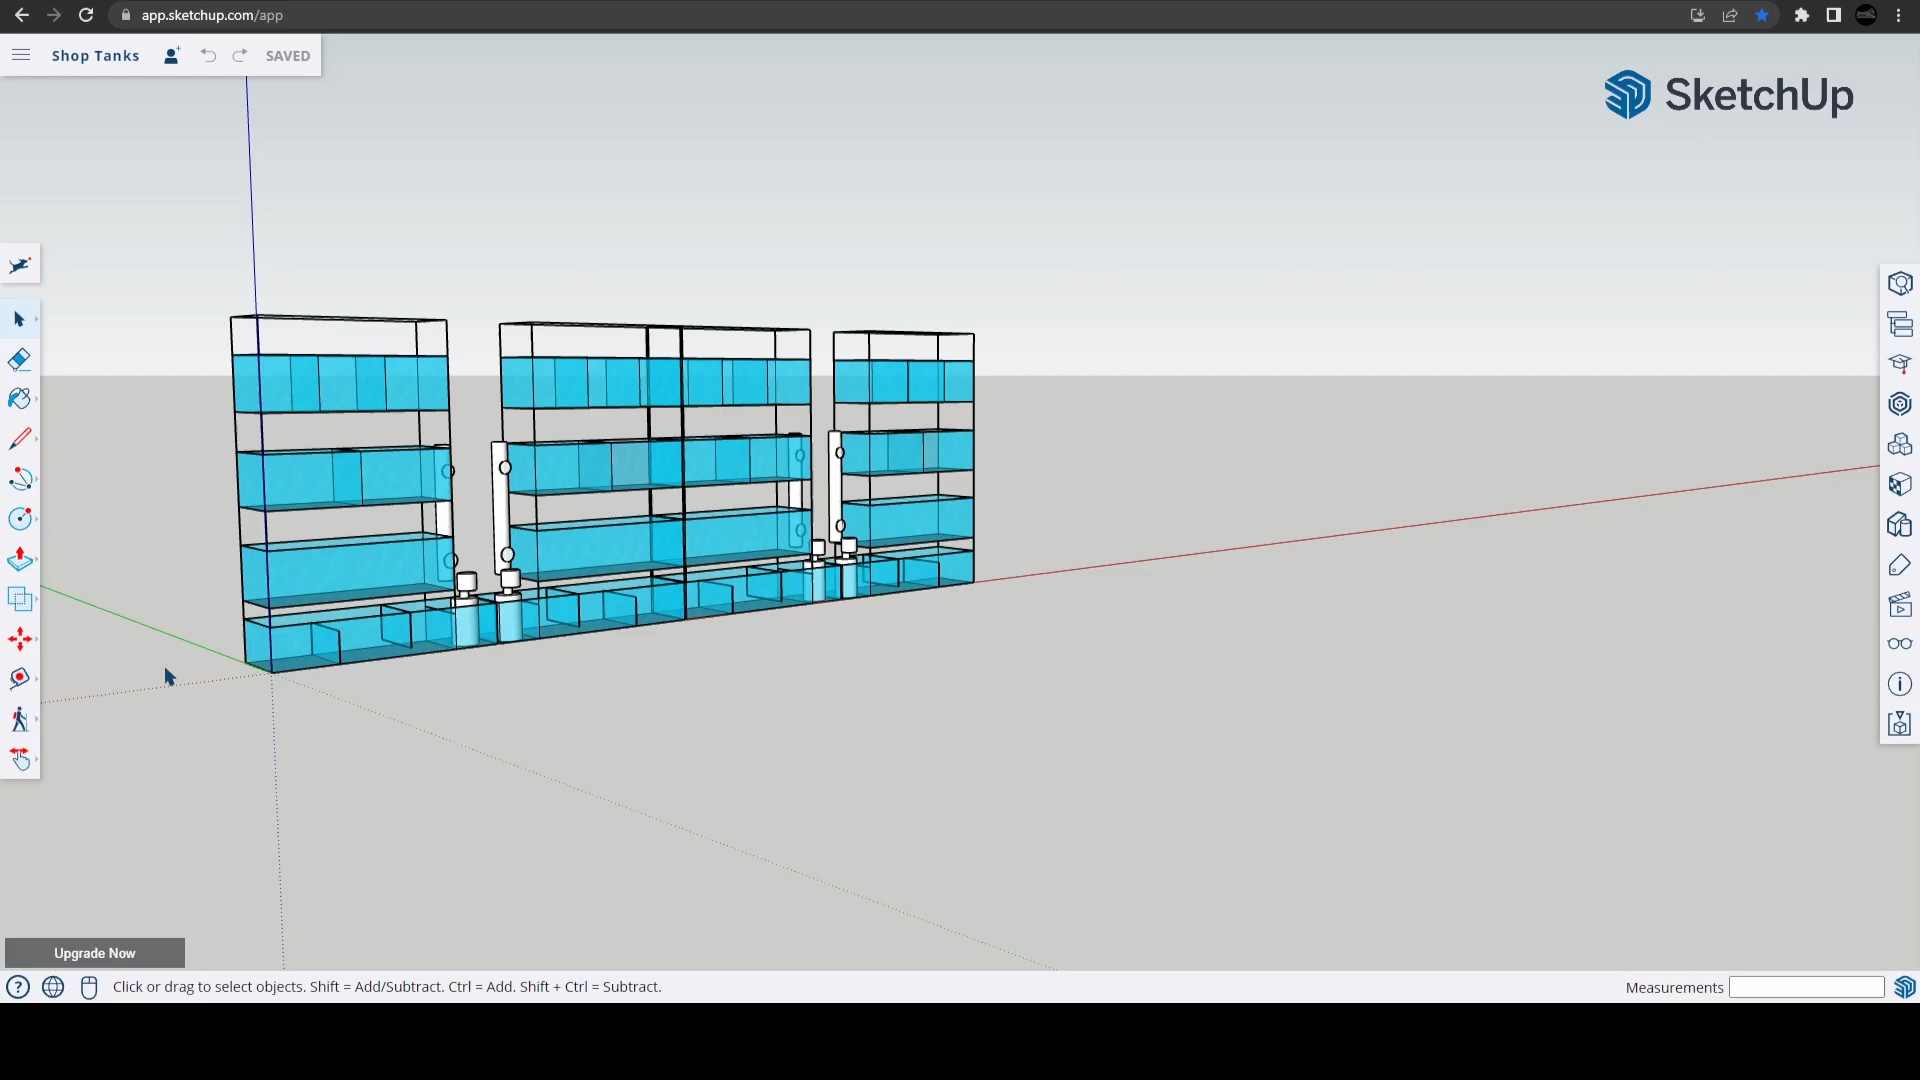 app.sketchup.com/app
Shop Tanks
SAVED
SketchUp
Upgrade Now
Click or drag to select objects. Shift = Add/Subtract. Ctrl = Add. Shift + Ctrl = Subtract.
Measurements